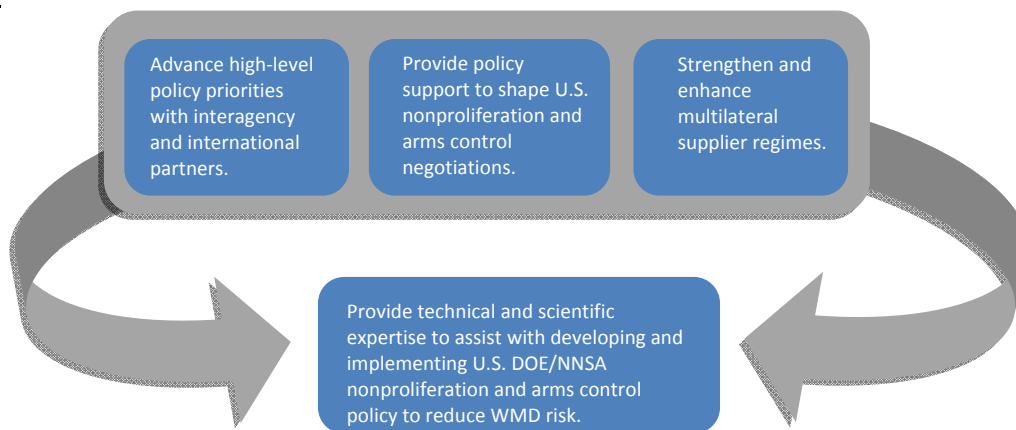 Advance high-level
policy priorities
with interagency
and international
partners.
Provide policy
support to shape U.S.
nonproliferation and
arms control
negotiations.
Strengthen and
enhance
multilateral
supplier regimes.
Provide technical and scientific
expertise to assist with developing and
implementing U.S. DOE/NNSA
nonproliferation and arms control
policy to reduce WMD risk.